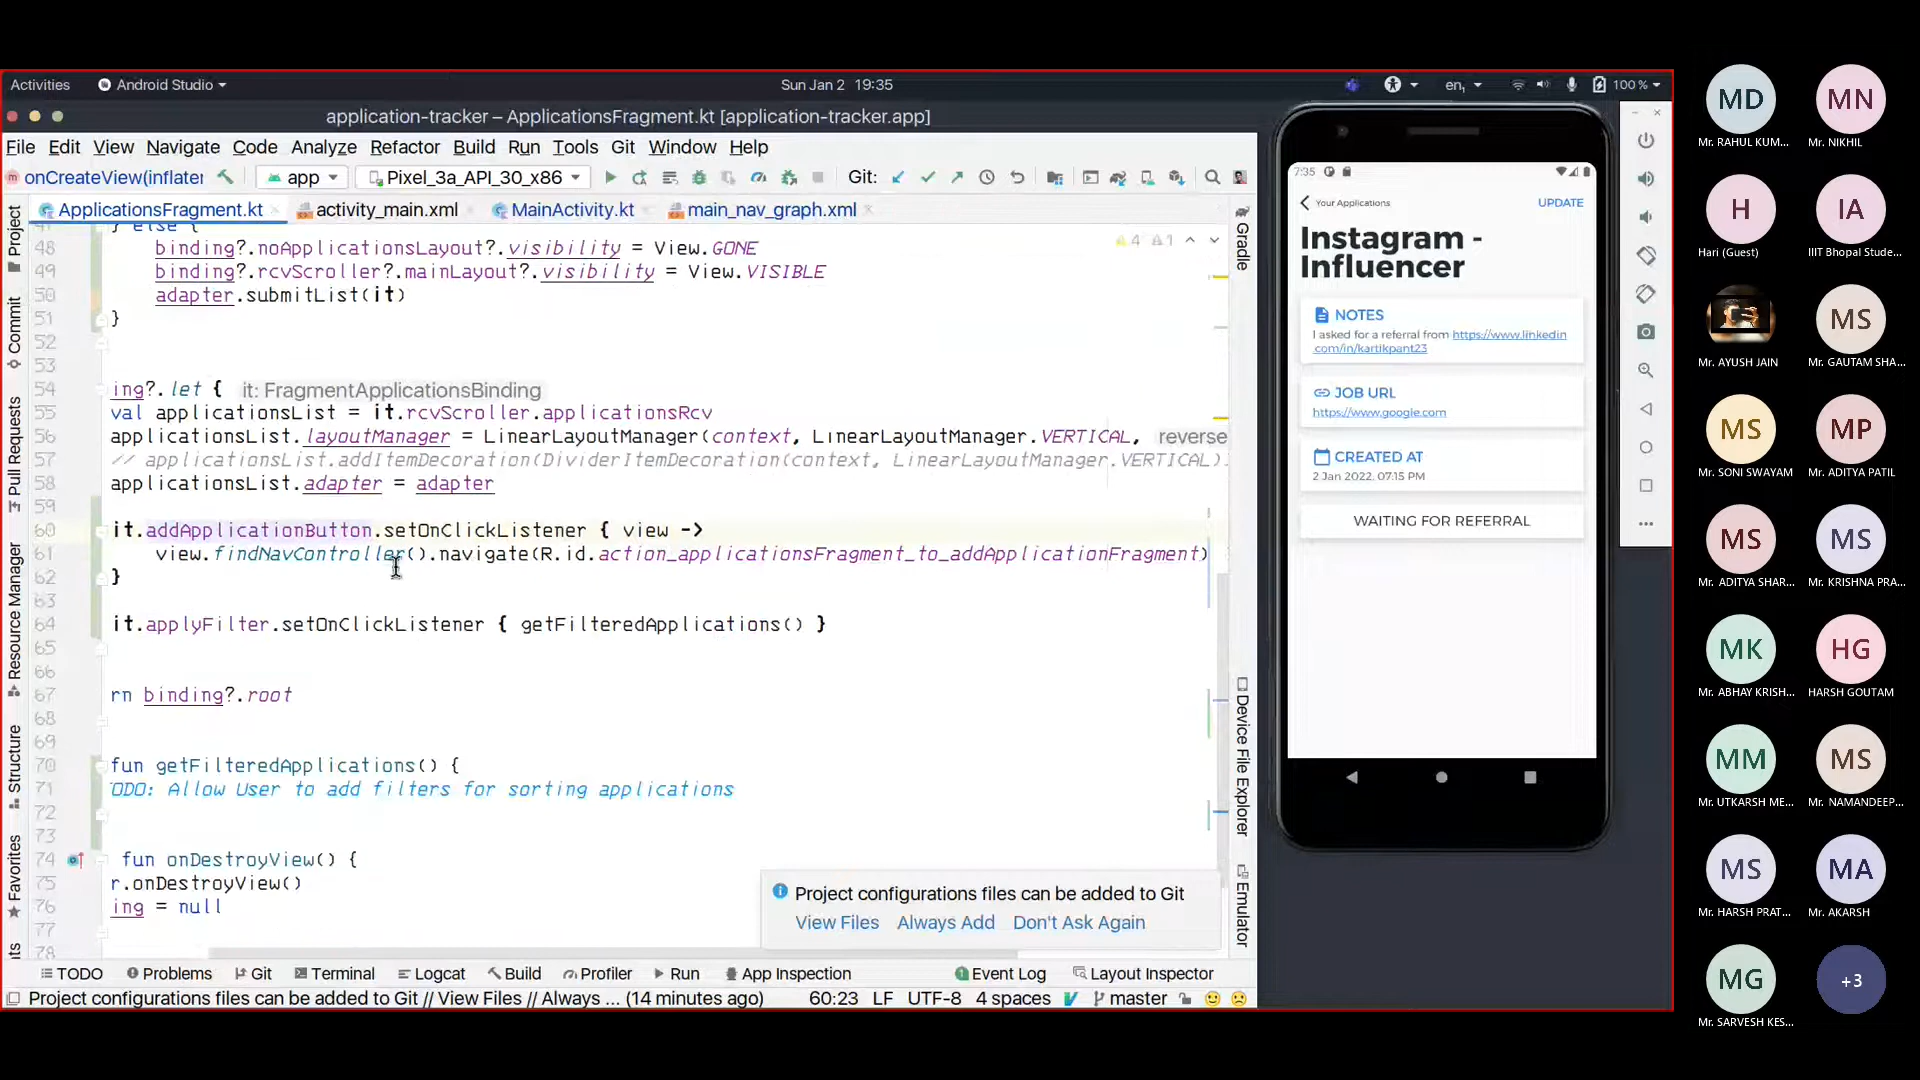 Activities
Android Studio
Sun Jan 2 19:35
en₁
100 %
application-tracker – ApplicationsFragment.kt [application-tracker.app]
File Edit View Navigate Code Analyze Refactor Build Run Tools Git Window Help
onCreateView(inflater
app
Pixel_3a_API_30_x86
Git:
ApplicationsFragment.kt
activity_main.xml
MainActivity.kt
main_nav_graph.xml
Project
Commit
Pull Requests
Resource Manager
Structure
Favorites
4 1
47 } else {
48 binding?.noApplicationsLayout?.visibility = View.GONE
49 binding?.rcvScroller?.mainLayout?.visibility = View.VISIBLE
50 adapter.submitList(it)
51 }
52
53
54 ing?.let { it: FragmentApplicationsBinding
55 val applicationsList = it.rcvScroller.applicationsRcv
56 applicationsList.layoutManager = LinearLayoutManager(context, LinearLayoutManager.VERTICAL, reverse
57 // applicationsList.addItemDecoration(DividerItemDecoration(context, LinearLayoutManager.VERTICAL)
58 applicationsList.adapter = adapter
59
60 it.addApplicationButton.setOnClickListener { view ->
61 view.findNavController().navigate(R.id.action_applicationsFragment_to_addApplicationFragment)
62 }
63
64 it.applyFilter.setOnClickListener { getFilteredApplications() }
65
66
67 rn binding?.root
68
69
70 fun getFilteredApplications() {
71 ODO: Allow User to add filters for sorting applications
72
73
74 fun onDestroyView() {
75 r.onDestroyView()
76 ing = null
77
78
Project configurations files can be added to Git
View Files Always Add Don't Ask Again
Gradle
Device File Explorer
Emulator
TODO Problems Git Terminal Logcat Build Profiler Run App Inspection Event Log Layout Inspector
Project configurations files can be added to Git // View Files // Always ... (14 minutes ago) 60:23 LF UTF-8 4 spaces master
7:35
Your Applications
UPDATE
Instagram -
Influencer
NOTES
I asked for a referral from https://www.linkedin
.com/in/kartikpant23
JOB URL
https://www.google.com
CREATED AT
2 Jan 2022, 07:15 PM
WAITING FOR REFERRAL
MD MN
Mr. RAHUL KUM... Mr. NIKHIL
H IA
Hari (Guest) IIIT Bhopal Stude...
MS
Mr. AYUSH JAIN Mr. GAUTAM SHA...
MS MP
Mr. SONI SWAYAM Mr. ADITYA PATIL
MS MS
Mr. ADITYA SHAR... Mr. KRISHNA PRA...
MK HG
Mr. ABHAY KRISH... HARSH GOUTAM
MM MS
Mr. UTKARSH ME... Mr. NAMANDEEP...
MS MA
Mr. HARSH PRAT... Mr. AKARSH
MG +3
Mr. SARVESH KES...